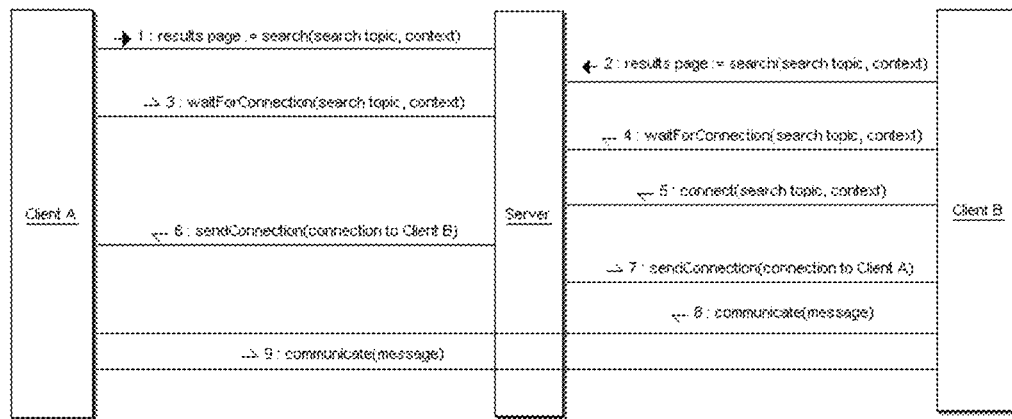 1 : results page := search(search topic, context)
2 : results page := search(search topic, context)
3 : waitForConnection(search topic, context)
4 : waitForConnection(search topic, context)
5 : connect(search topic, context)
Client A
Server
Client B
6 : sendConnection(connection to Client B)
7 : sendConnection(connection to Client A)
8 : communicate(message)
9 : communicate(message)